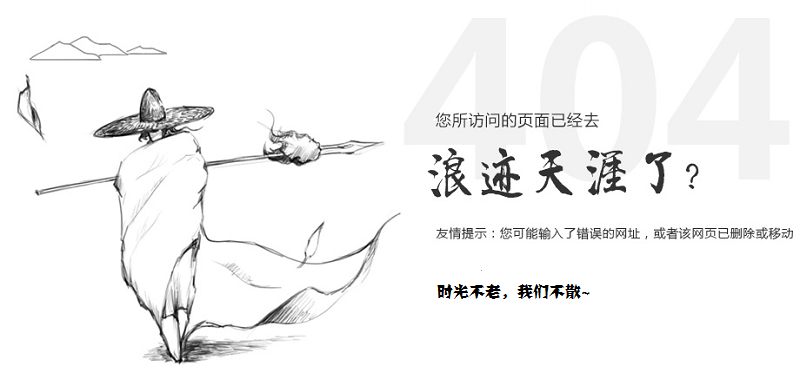 404
您所访问的页面已经去
浪迹天涯了?
友情提示：您可能输入了错误的网址，或者该网页已删除或移动
时光不老，我们不散~